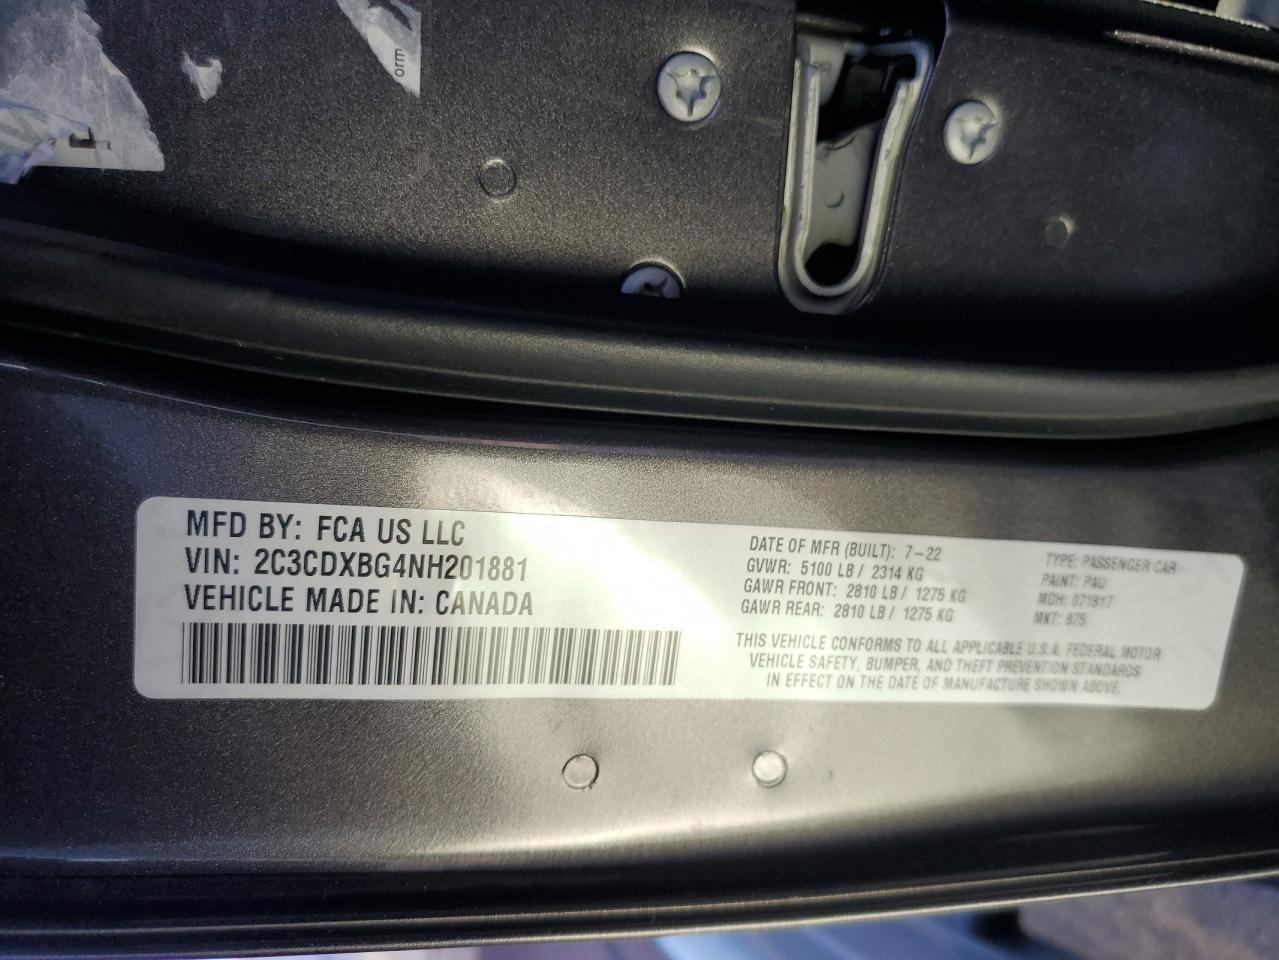 orm
MFD BY: FCA US LLC
VIN: 2C3CDXBG4NH201881
VEHICLE MADE IN: CANADA
DATE OF MFR (BUILT): 7-22
GVWR: 5100 LB / 2314 KG
GAWR FRONT: 2810 LB / 1275 KG
GAWR REAR: 2810 LB / 1275 KG
TYPE: PASSENGER CAR
PAINT: PAU
MDH: 071817
MKT: 875
THIS VEHICLE CONFORMS TO ALL APPLICABLE U.S.A. FEDERAL MOTOR
VEHICLE SAFETY, BUMPER, AND THEFT PREVENTION STANDARDS
IN EFFECT ON THE DATE OF MANUFACTURE SHOWN ABOVE.